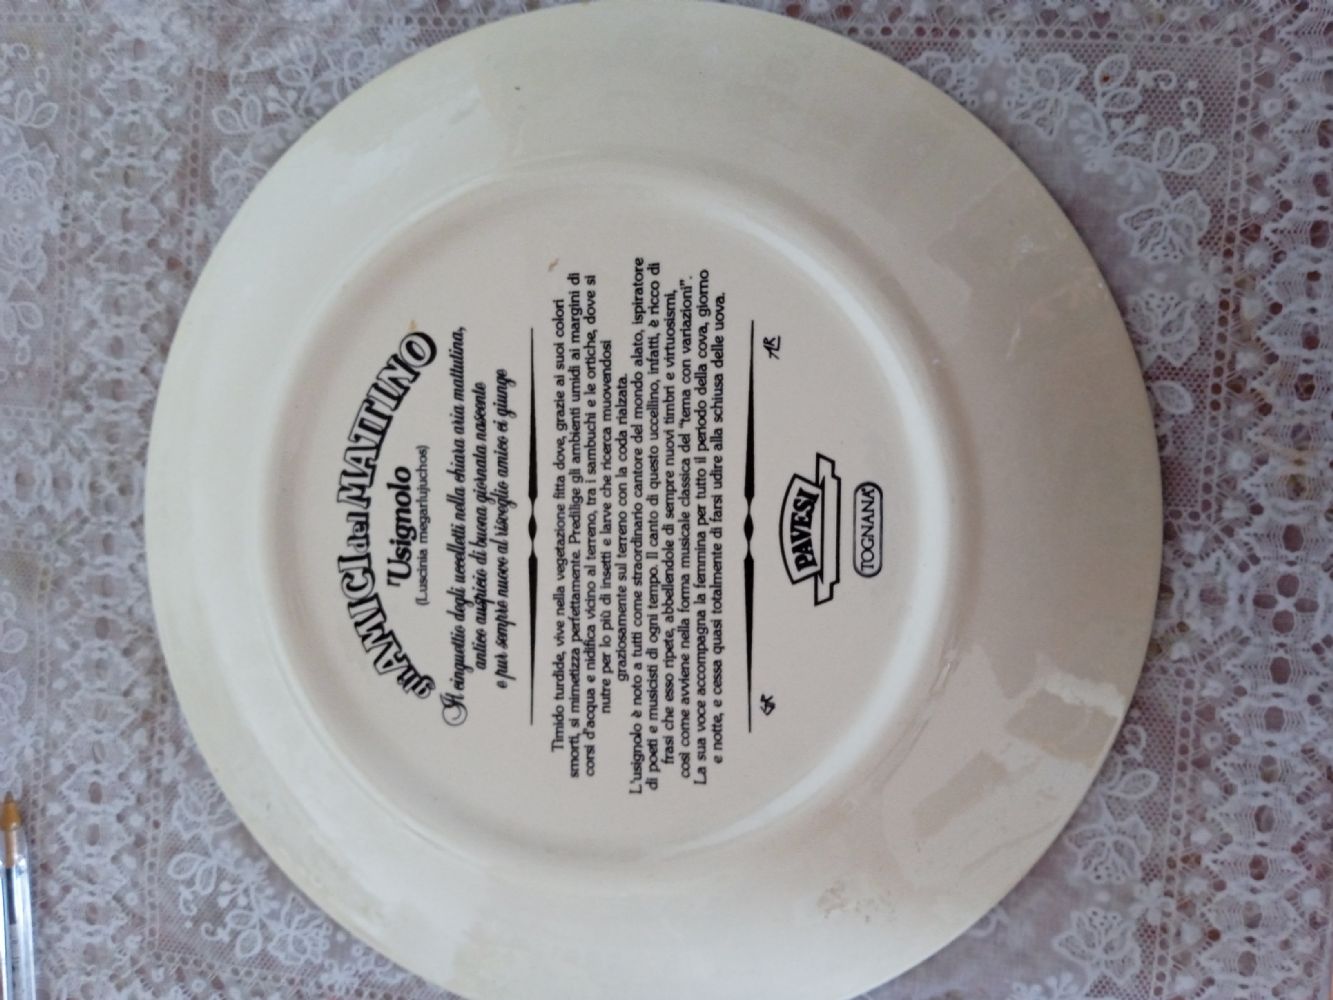 gli AMICI del MATTINO
'Usignolo
(Luscinia megarhjuchos)
Il cinguettio degli uccelletti nella chiara aria mattutina,
antico auspicio di buona giornata nascente
e pur sempre nuovo al risveglio amico ci giunge
Timido turdide, vive nella vegetazione fitta dove, grazie ai suoi colori
smorti, si mimetizza perfettamente. Predilige gli ambienti umidi ai margini di
corsi d'acqua e nidifica vicino al terreno, tra i sambuchi e le ortiche, dove si
nutre per lo più di insetti e larve che ricerca muovendosi
graziosamente sul terreno con la coda rialzata.
L'usignolo è noto a tutti come straordinario cantore del mondo alato, ispiratore
di poeti e musicisti di ogni tempo. Il canto di questo uccellino, infatti, è ricco di
frasi che esso ripete, abbellendole di sempre nuovi timbri e virtuosismi,
così come avviene nella forma musicale classica del "tema con variazioni".
La sua voce accompagna la femmina per tutto il periodo della cova, giorno
e notte, e cessa quasi totalmente di farsi udire alla schiusa delle uova.
AR
PAVESI
TOGNANA